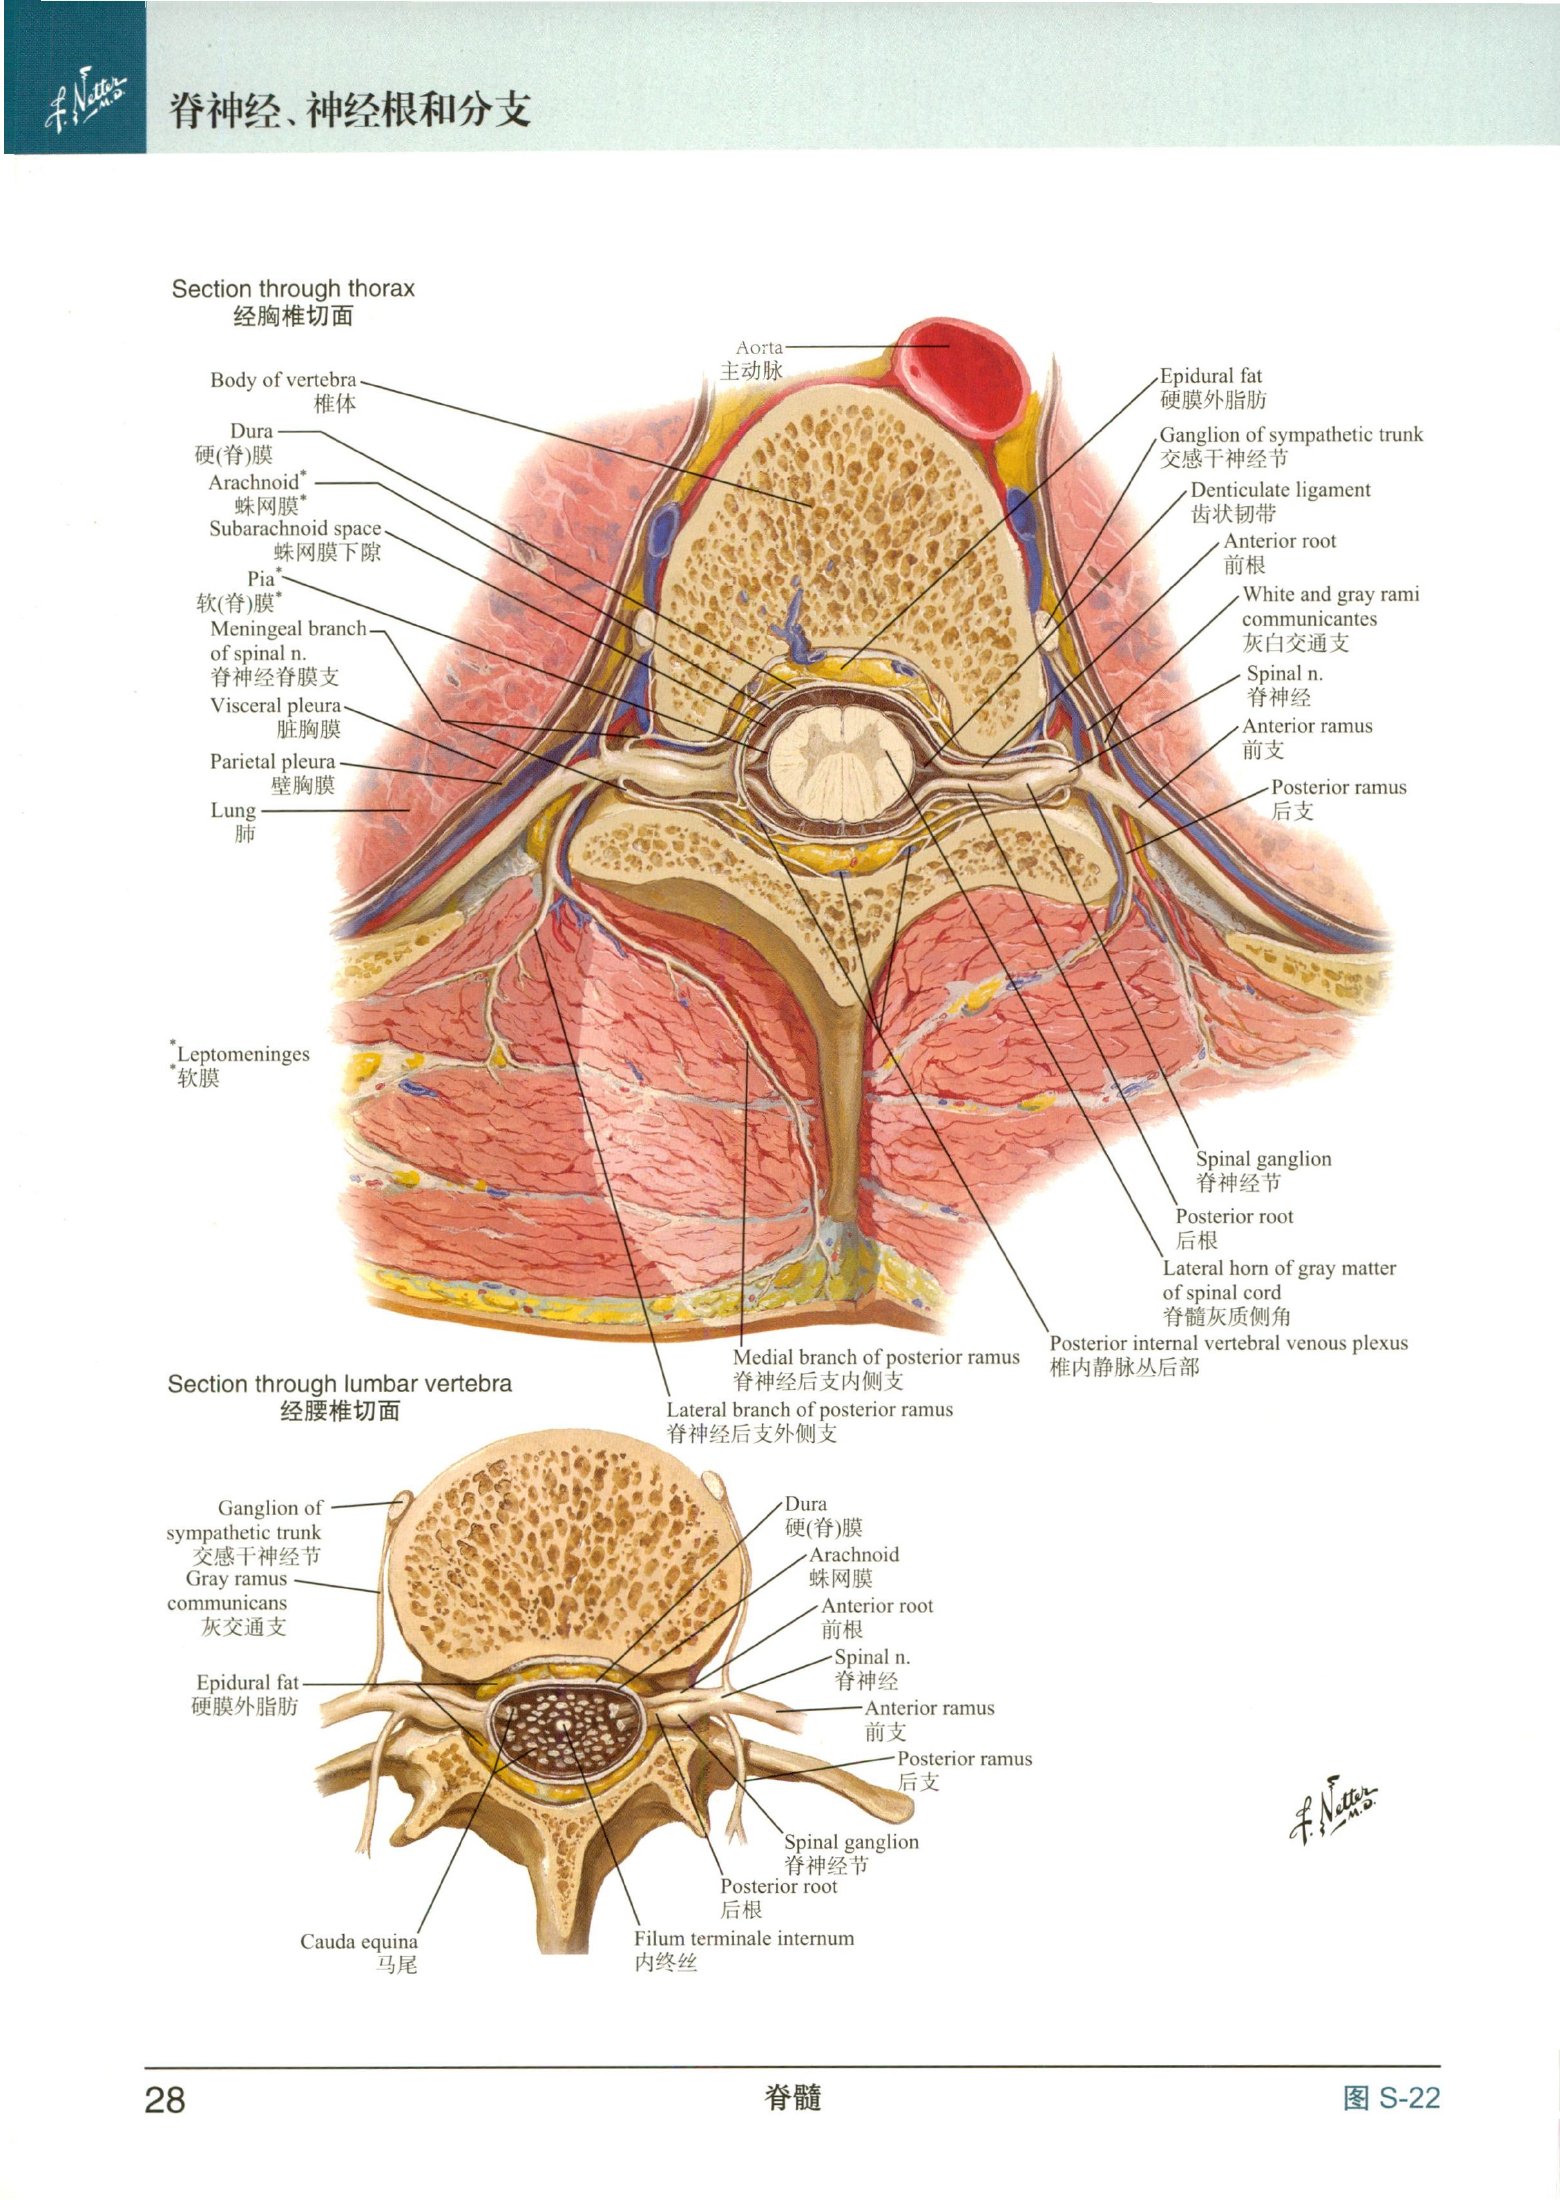 F. Netter M.D.
脊神经、神经根和分支
Section through thorax
经胸椎切面
Body of vertebra
椎体
Dura
硬(脊)膜
Arachnoid*
蛛网膜*
Subarachnoid space
蛛网膜下隙
Pia*
软(脊)膜*
Meningeal branch
of spinal n.
脊神经脊膜支
Visceral pleura
脏胸膜
Parietal pleura
壁胸膜
Lung
肺
*Leptomeninges
*软膜
Aorta
主动脉
Epidural fat
硬膜外脂肪
Ganglion of sympathetic trunk
交感干神经节
Denticulate ligament
齿状韧带
Anterior root
前根
White and gray rami
communicantes
灰白交通支
Spinal n.
脊神经
Anterior ramus
前支
Posterior ramus
后支
Spinal ganglion
脊神经节
Posterior root
后根
Lateral horn of gray matter
of spinal cord
脊髓灰质侧角
Posterior internal vertebral venous plexus
椎内静脉丛后部
Medial branch of posterior ramus
脊神经后支内侧支
Lateral branch of posterior ramus
脊神经后支外侧支
Section through lumbar vertebra
经腰椎切面
Ganglion of
sympathetic trunk
交感干神经节
Gray ramus
communicans
灰交通支
Epidural fat
硬膜外脂肪
Cauda equina
马尾
Dura
硬(脊)膜
Arachnoid
蛛网膜
Anterior root
前根
Spinal n.
脊神经
Anterior ramus
前支
Posterior ramus
后支
Spinal ganglion
脊神经节
Posterior root
后根
Filum terminale internum
内终丝
F. Netter M.D.
28
脊髓
图 S-22